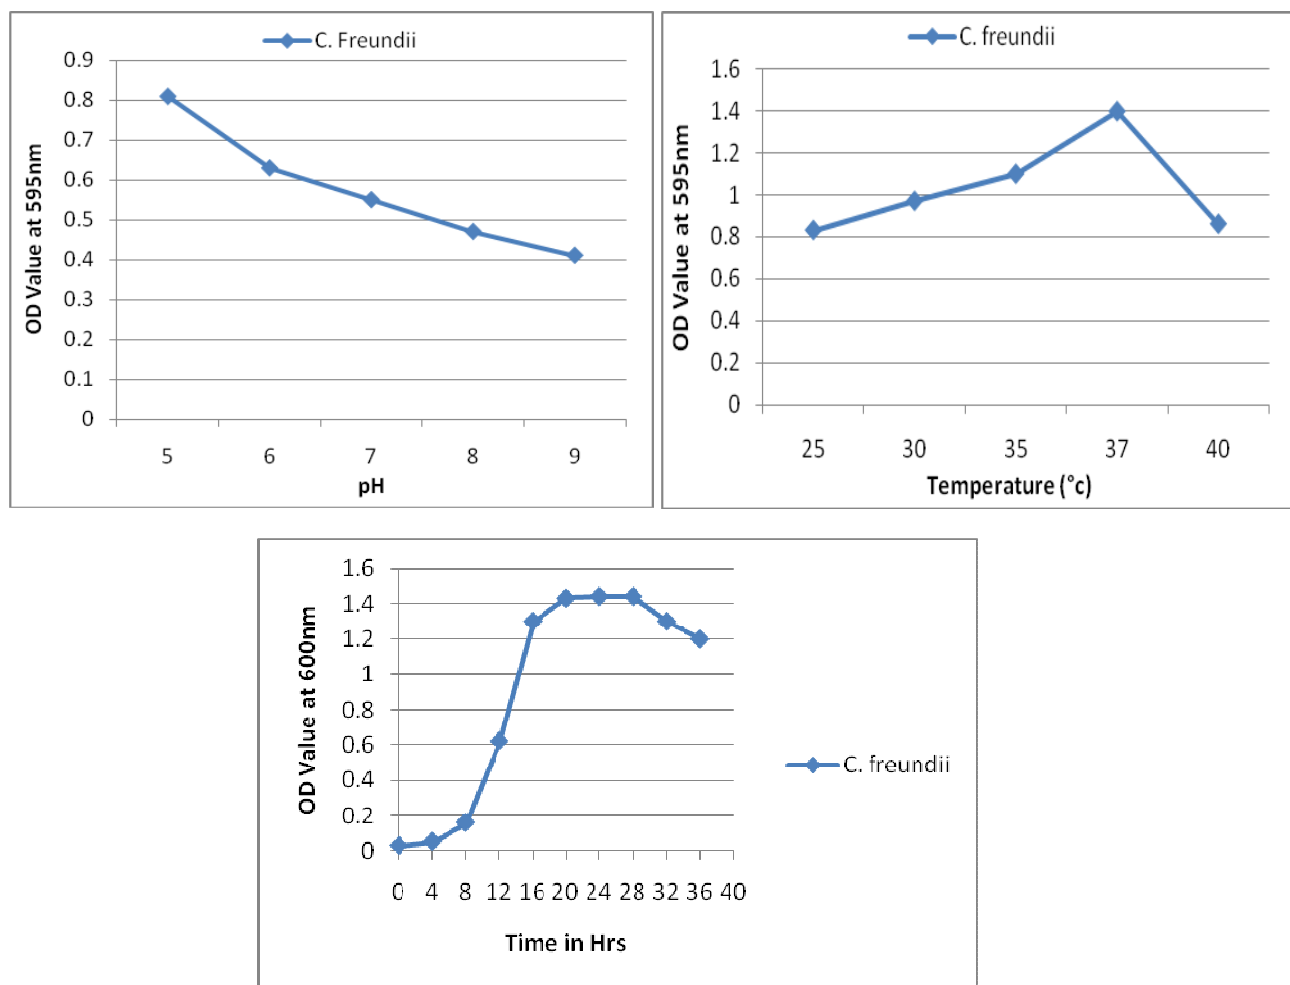 C. Freundii
0.9
0.8
0.7
0.6
0.5
0.4
0.3
0.2
0.1
0
OD Value at 595nm
5 6 7 8 9
pH
C. freundii
1.6
1.4
1.2
1
0.8
0.6
0.4
0.2
0
OD Value at 595nm
25 30 35 37 40
Temperature (°c)
1.6
1.4
1.2
1
0.8
0.6
0.4
0.2
0
OD Value at 600nm
0 4 8 12 16 20 24 28 32 36 40
Time in Hrs
C. freundii